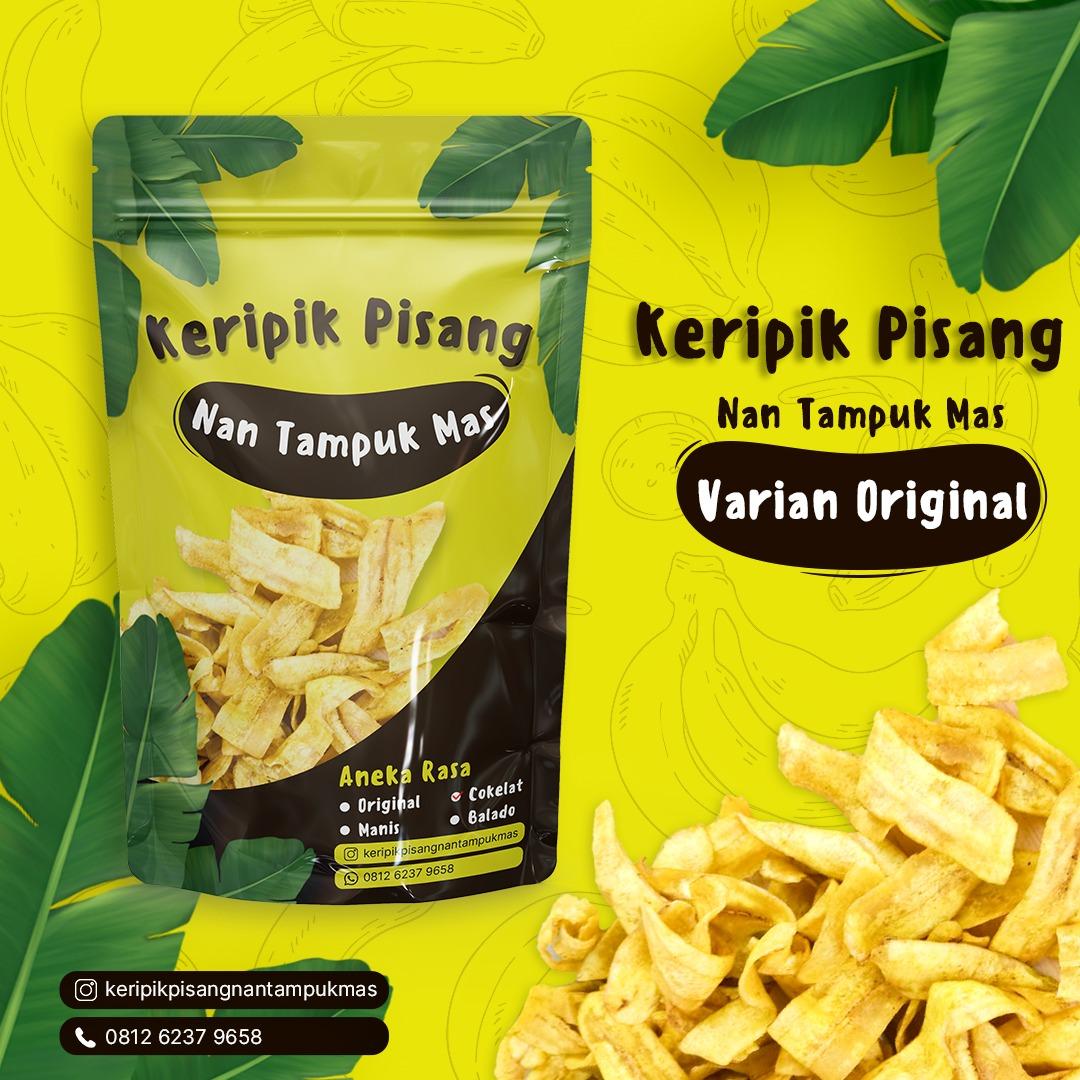 Keripik Pisang
Nan Tampuk Mas
Aneka Rasa
Original
Cokelat
Manis
Balado
keripikpisangnantampukmas
0812 6237 9658
Keripik Pisang
Nan Tampuk Mas
Varian Original
keripikpisangnantampukmas
0812 6237 9658